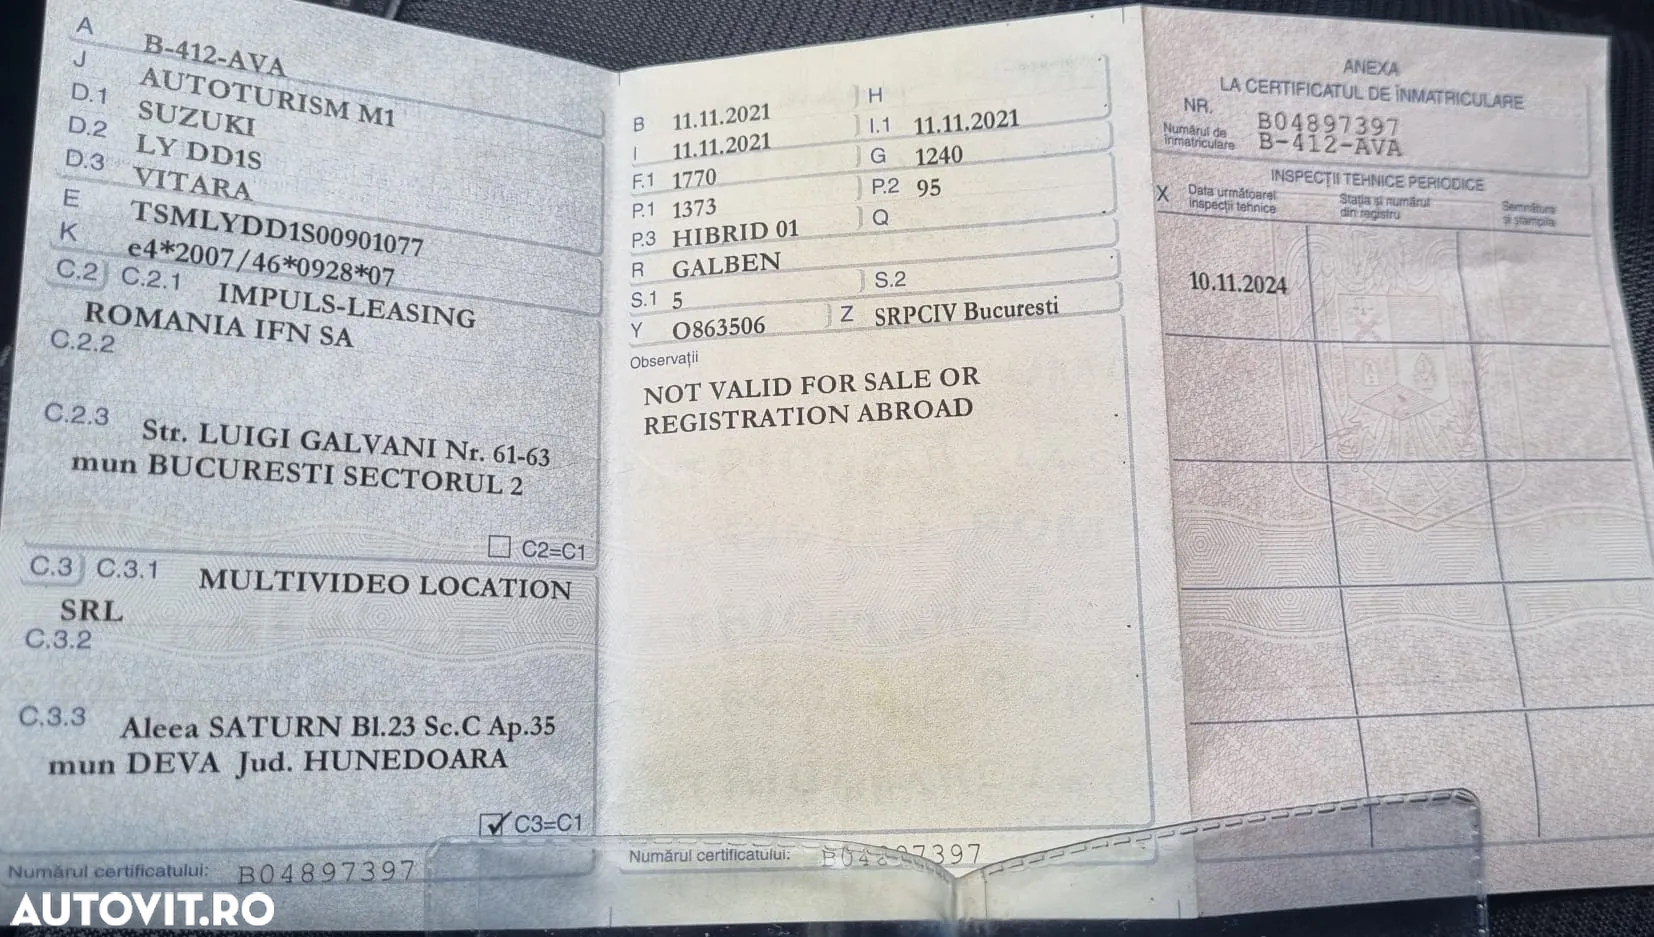 A B-412-AVA
J AUTOTURISM M1
D.1 SUZUKI
D.2 LY DD1S
D.3 VITARA
E TSMLYDD1S00901077
K e4*2007/46*0928*07
C.2 C.2.1 IMPULS-LEASING
ROMANIA IFN SA
C.2.2
C.2.3 Str. LUIGI GALVANI Nr. 61-63
mun BUCURESTI SECTORUL 2
C2=C1
C.3 C.3.1 MULTIVIDEO LOCATION
SRL
C.3.2
C.3.3 Aleea SATURN Bl.23 Sc.C Ap.35
mun DEVA Jud. HUNEDOARA
C3=C1
Numărul certificatului: B04897397
B 11.11.2021 H
I 11.11.2021 I.1 11.11.2021
F.1 1770 G 1240
P.1 1373 P.2 95
P.3 HIBRID 01 Q
R GALBEN
S.1 5 S.2
Y O863506 Z SRPCIV Bucuresti
Observații
NOT VALID FOR SALE OR
REGISTRATION ABROAD
Numărul certificatului: B04897397
ANEXA
LA CERTIFICATUL DE ÎNMATRICULARE
NR. B04897397
Numărul de
înmatriculare B-412-AVA
INSPECȚII TEHNICE PERIODICE
X Data următoarei
inspecții tehnice
Stația și numărul
din registru
Semnătura
și ștampila
10.11.2024
AUTOVIT.RO